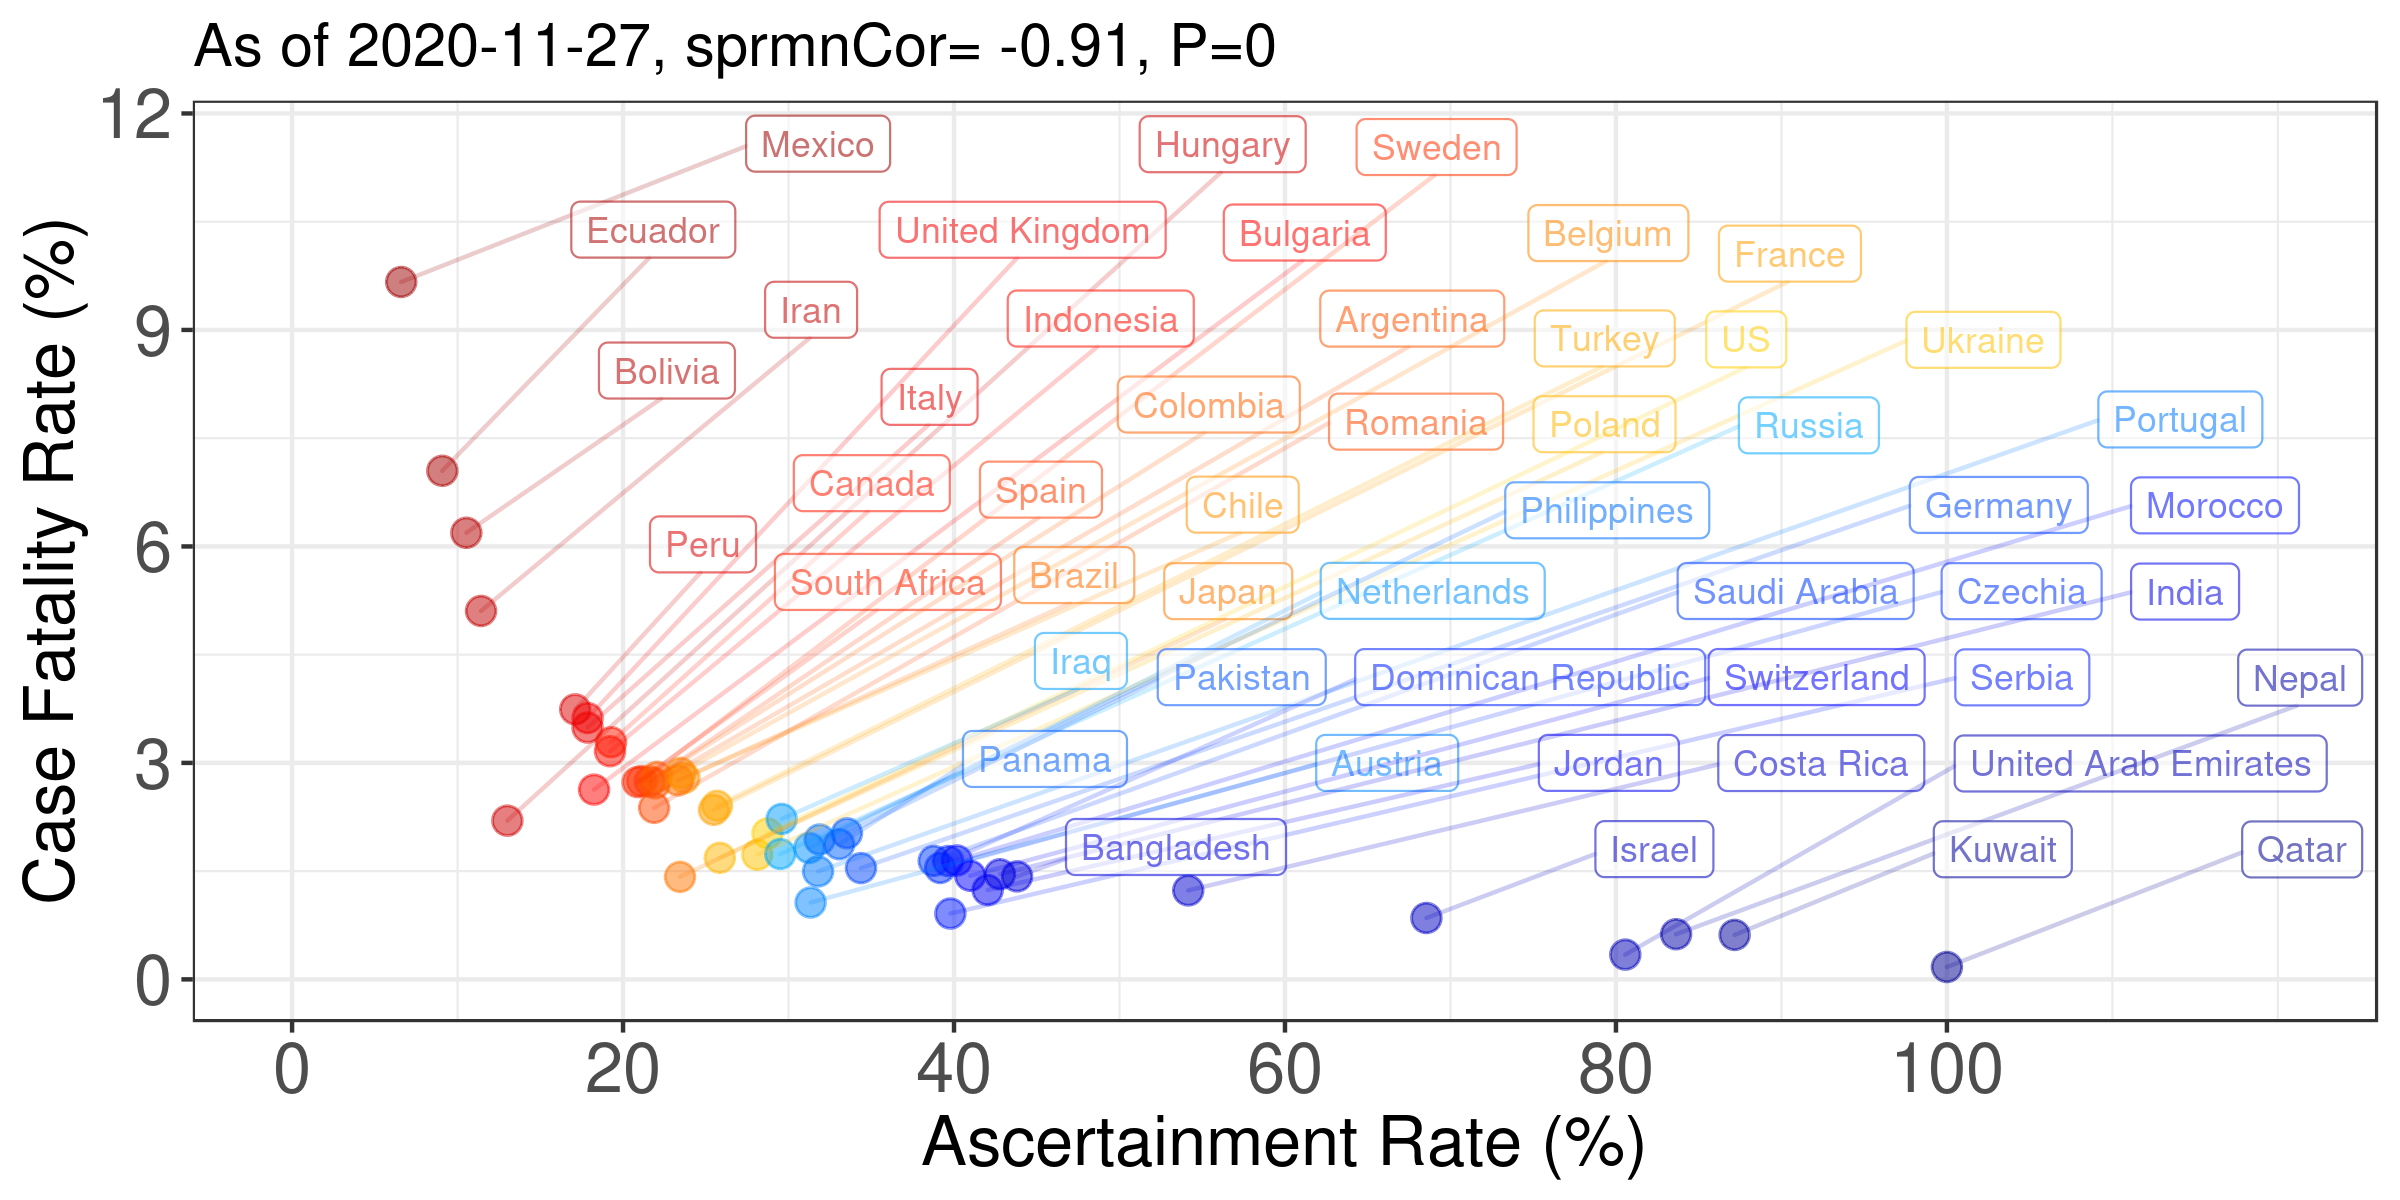 As of 2020-11-27, sprmnCor= -0.91, P=0
12
9
6
3
0
Case Fatality Rate (%)
Mexico
Hungary
Sweden
Ecuador
United Kingdom
Bulgaria
Belgium
France
Iran
Indonesia
Argentina
Turkey
US
Ukraine
Bolivia
Italy
Colombia
Romania
Poland
Russia
Portugal
Canada
Spain
Chile
Philippines
Germany
Morocco
Peru
South Africa
Brazil
Japan
Netherlands
Saudi Arabia
Czechia
India
Iraq
Pakistan
Dominican Republic
Switzerland
Serbia
Nepal
Panama
Austria
Jordan
Costa Rica
United Arab Emirates
Bangladesh
Israel
Kuwait
Qatar
0
20
40
60
80
100
Ascertainment Rate (%)